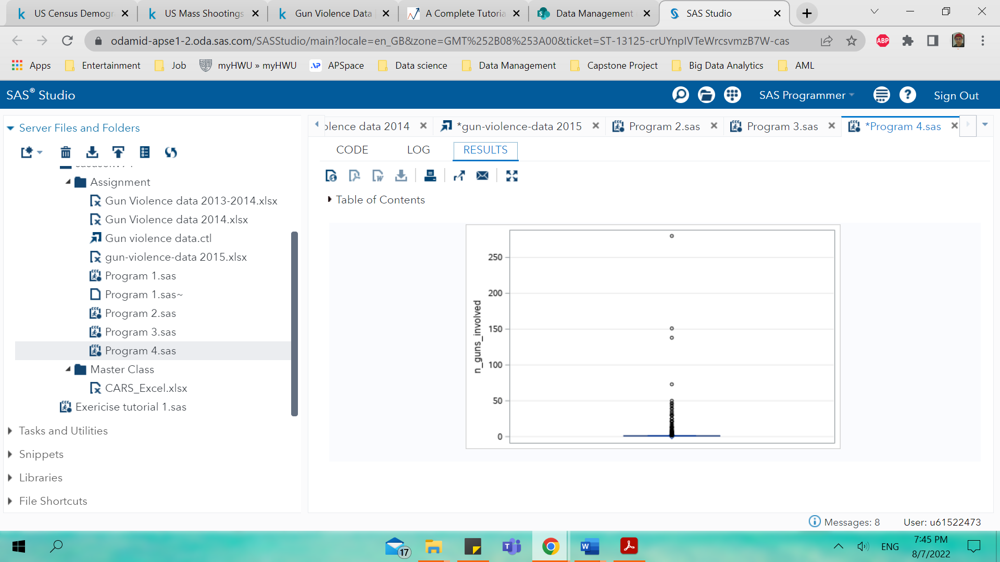 US Census Demogr
US Mass Shootings
Gun Violence Data
A Complete Tutoria
Data Management
SAS Studio
odamid-apse1-2.oda.sas.com/SASStudio/main?locale=en_GB&zone=GMT%252B08%253A00&ticket=ST-13125-crUYnpIVTeWrcsvmzB7W-cas
ABP
Apps
Entertainment
Job
myHWU » myHWU
APSpace
Data science
Data Management
Capstone Project
Big Data Analytics
AML
SAS® Studio
SAS Programmer
Sign Out
Server Files and Folders
Assignment
Gun Violence data 2013-2014.xlsx
Gun Violence data 2014.xlsx
Gun violence data.ctl
gun-violence-data 2015.xlsx
Program 1.sas
Program 1.sas~
Program 2.sas
Program 3.sas
Program 4.sas
Master Class
CARS_Excel.xlsx
Exericise tutorial 1.sas
Tasks and Utilities
Snippets
Libraries
File Shortcuts
olence data 2014
*gun-violence-data 2015
Program 2.sas
Program 3.sas
*Program 4.sas
CODE
LOG
RESULTS
Table of Contents
n_guns_involved
250
200
150
100
50
0
Messages: 8
User: u61522473
17
ENG
7:45 PM
8/7/2022